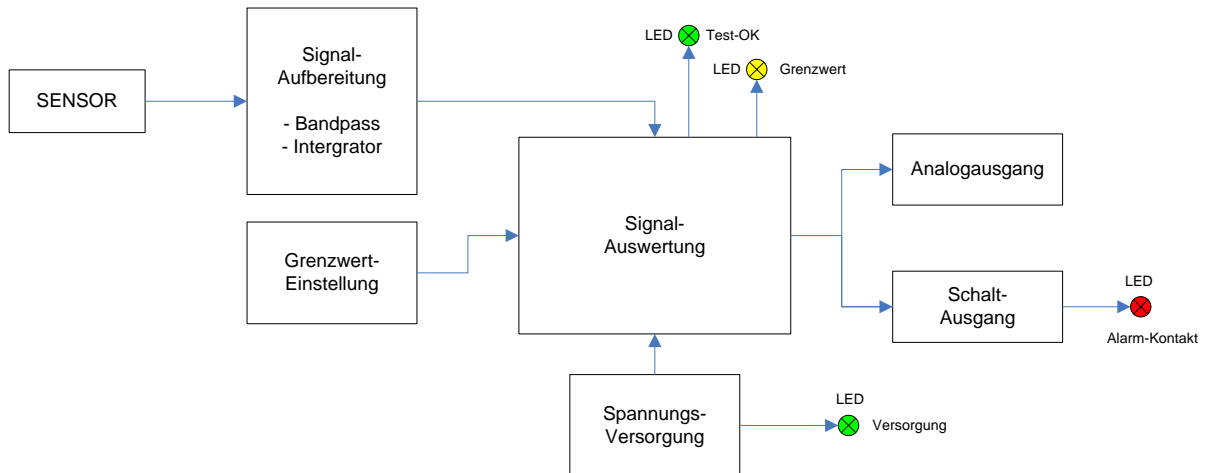 SENSOR
Signal-
Aufbereitung
- Bandpass
- Intergrator
LED Test-OK
LED Grenzwert
Grenzwert-
Einstellung
Signal-
Auswertung
Analogausgang
Schalt-
Ausgang
LED
Alarm-Kontakt
Spannungs-
Versorgung
LED
Versorgung